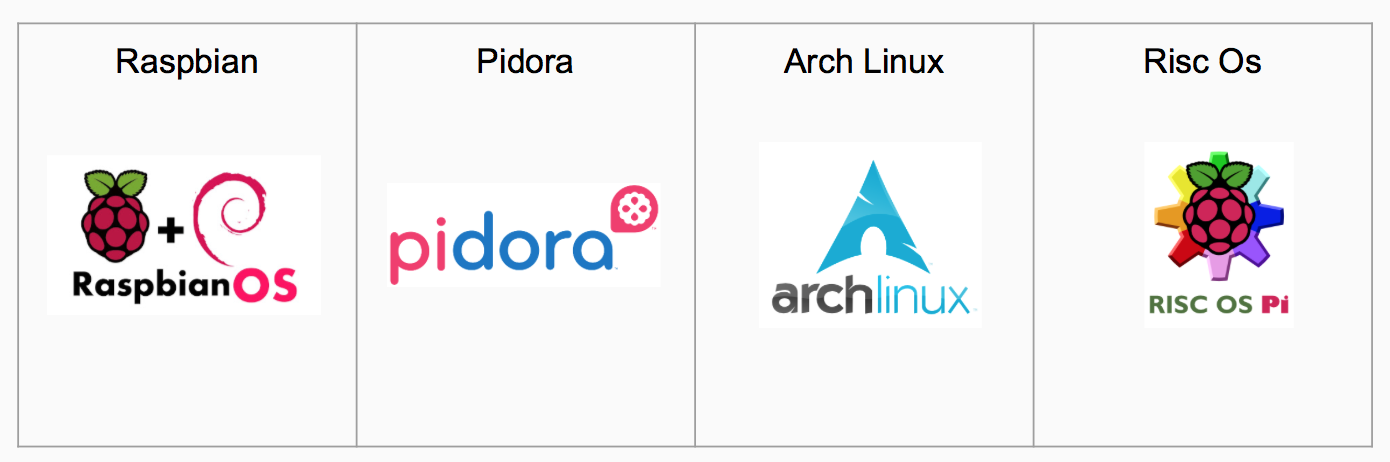 Raspbian
Pidora
Arch Linux
Risc Os
+
RaspbianOS
pidora
archlinux
RISC OS Pi